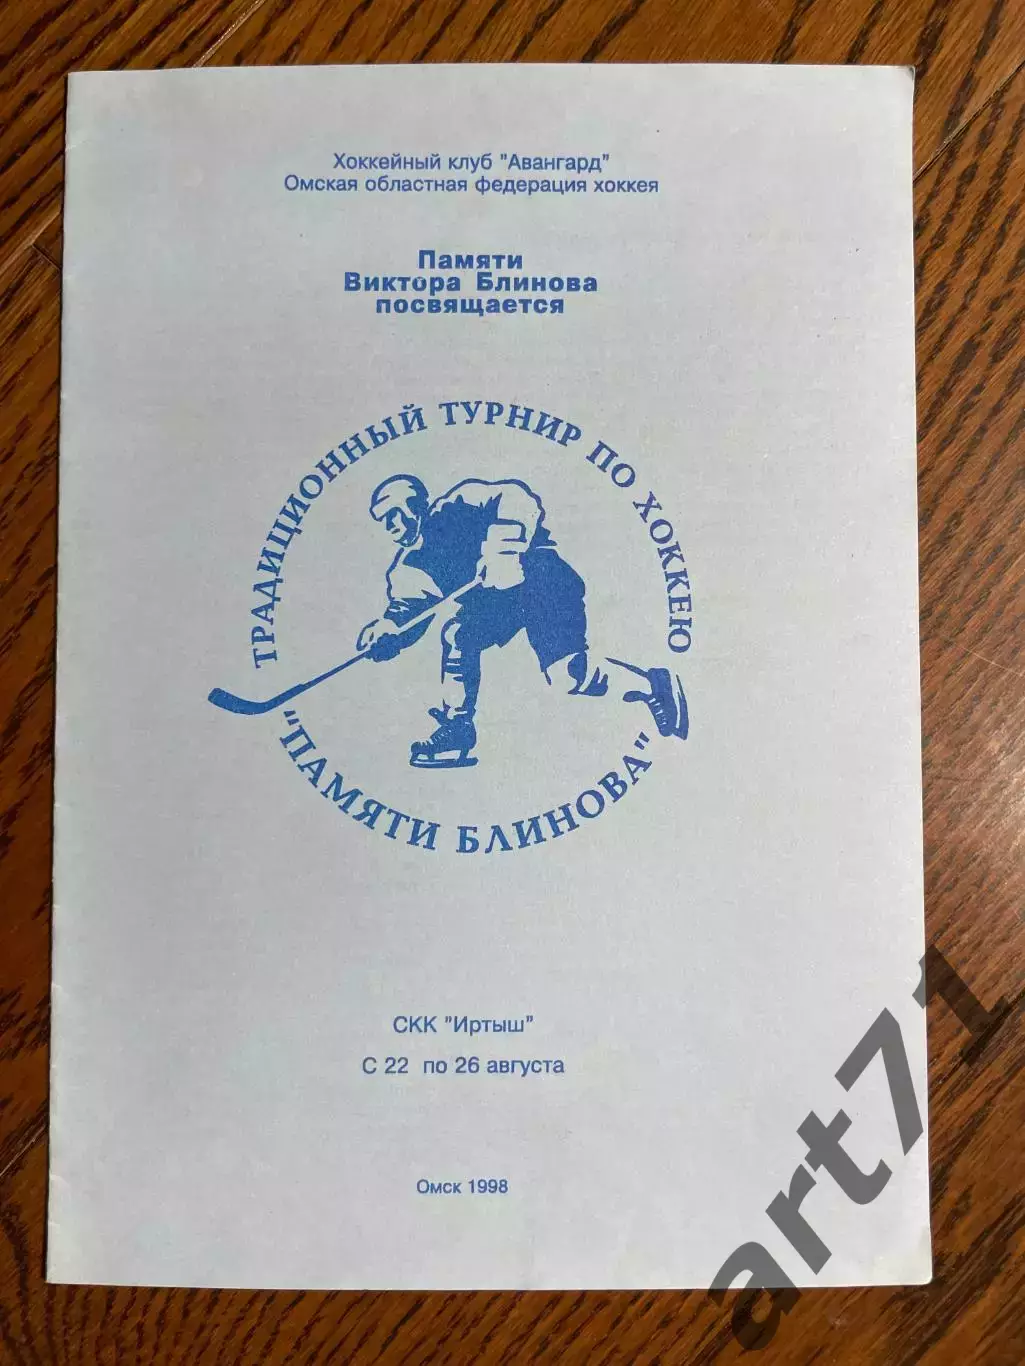 Хоккейный клуб "Авангард"
Омская областная федерация хоккея
Памяти
Виктора Блинова
посвящается
ТРАДИЦИОННЫЙ ТУРНИР ПО ХОККЕЮ
"ПАМЯТИ БЛИНОВА"
СКК "Иртыш"
С 22 по 26 августа
Омск 1998
art71